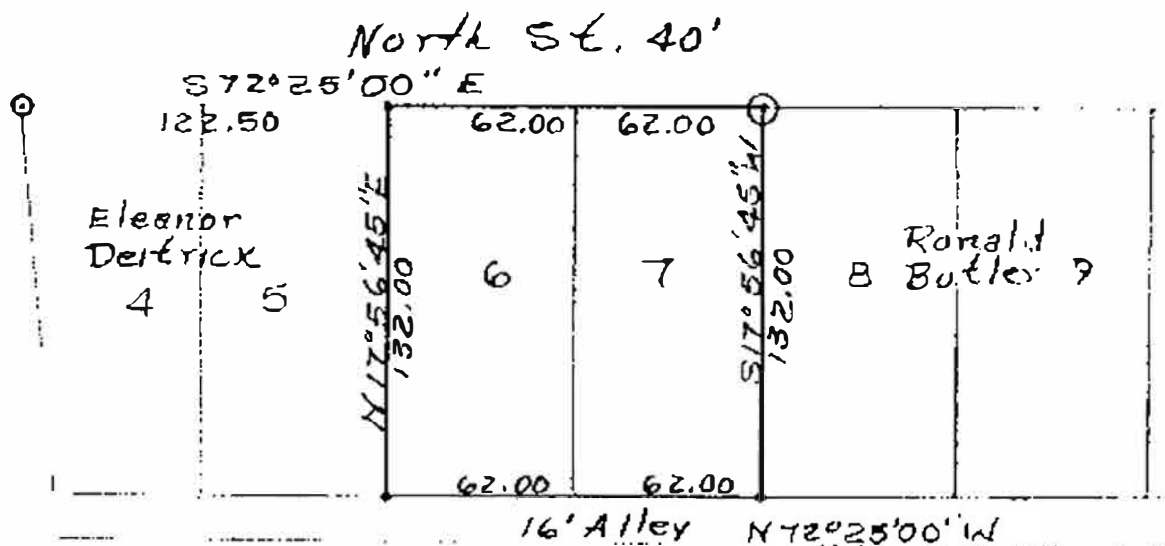 North St. 40'
S72°25'00" E
122.50
62.00
62.00
Eleanor
Deitrick
4
5
N17°56'45"E
132.00
6
7
S17°56'45"W
132.00
8
Ronald
Butler
9
62.00
62.00
16' Alley
N72°25'00"W